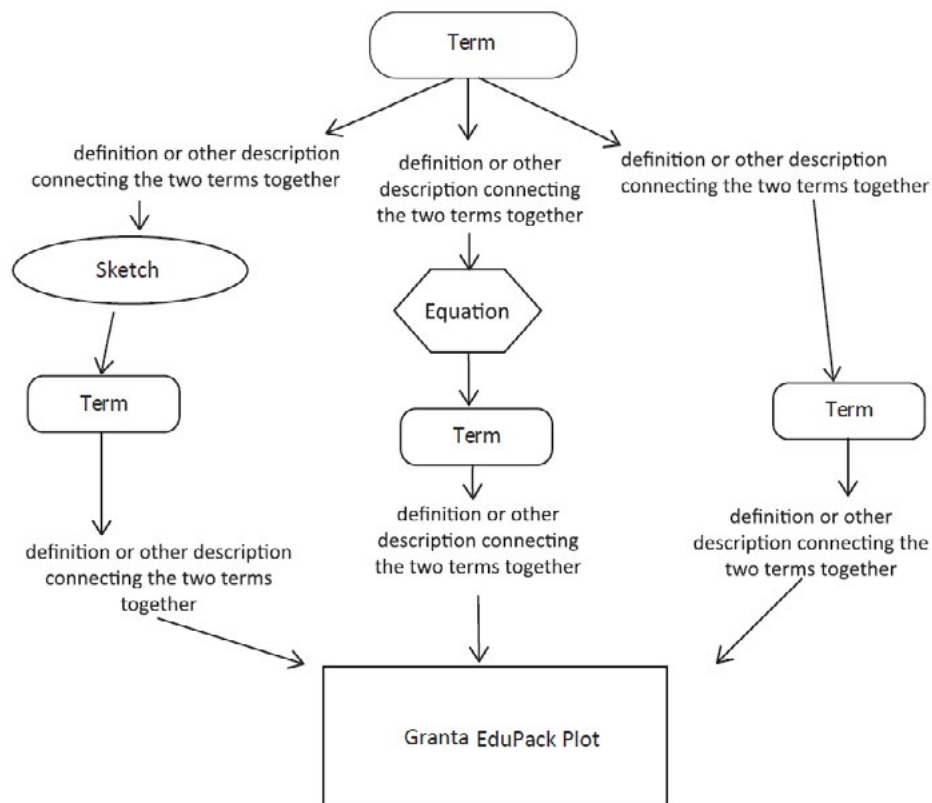 Term
definition or other description
connecting the two terms together
definition or other
description connecting
the two terms together
definition or other description
connecting the two terms together
Sketch
Equation
Term
Term
Term
definition or other description
connecting the two terms
together
definition or other
description connecting
the two terms together
definition or other
description connecting the
two terms together
Granta EduPack Plot